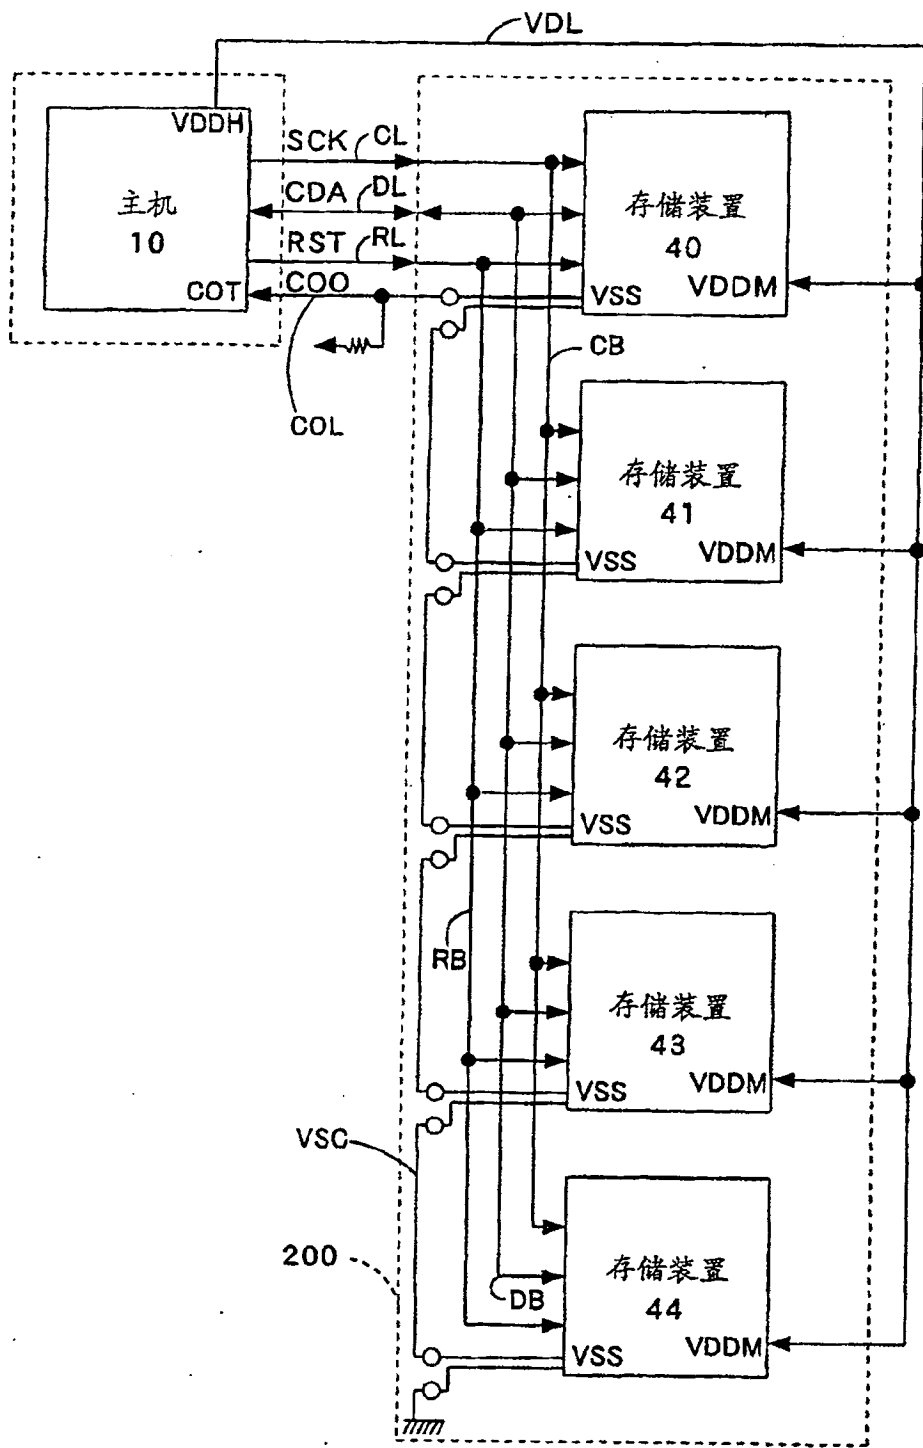 VDL
VDDH
主机
10
COT
SCK CL
CDA DL
RST RL
COO
COL
存储装置
40
VSS
VDDM
CB
存储装置
41
VSS
VDDM
存储装置
42
VSS
VDDM
RB
存储装置
43
VSS
VDDM
VSC
200
存储装置
44
DB
VSS
VDDM